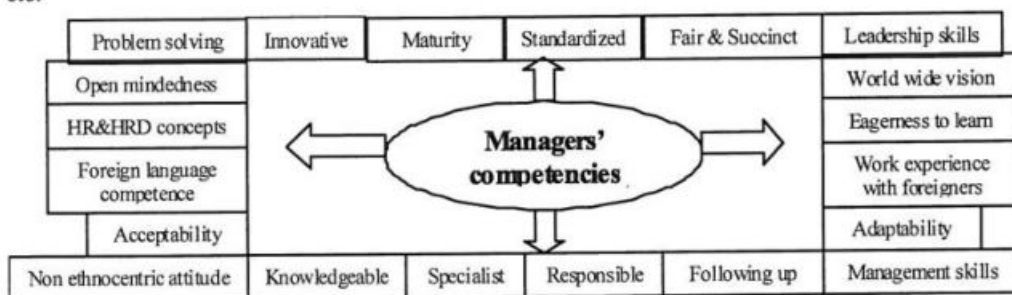 Problem solving
Innovative
Maturity
Standardized
Fair & Succinct
Leadership skills
Open mindedness
World wide vision
HR&HRD concepts
Eagerness to learn
Managers'
competencies
Foreign language
competence
Work experience
with foreigners
Acceptability
Adaptability
Non ethnocentric attitude
Knowledgeable
Specialist
Responsible
Following up
Management skills